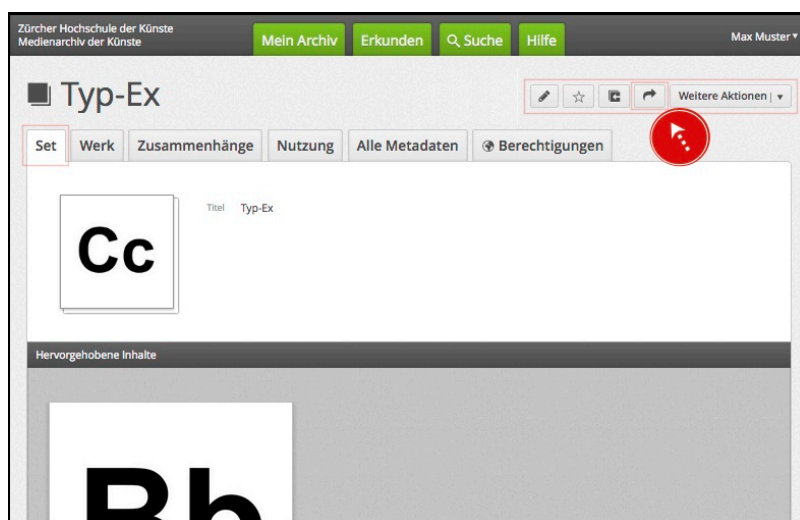 Zürcher Hochschule der Künste
Medienarchiv der Künste
Mein Archiv Erkunden Suche Hilfe
Max Muster
Typ-Ex
Weitere Aktionen
Set Werk Zusammenhänge Nutzung Alle Metadaten Berechtigungen
Cc
Titel Typ-Ex
Hervorgehobene Inhalte
Bb